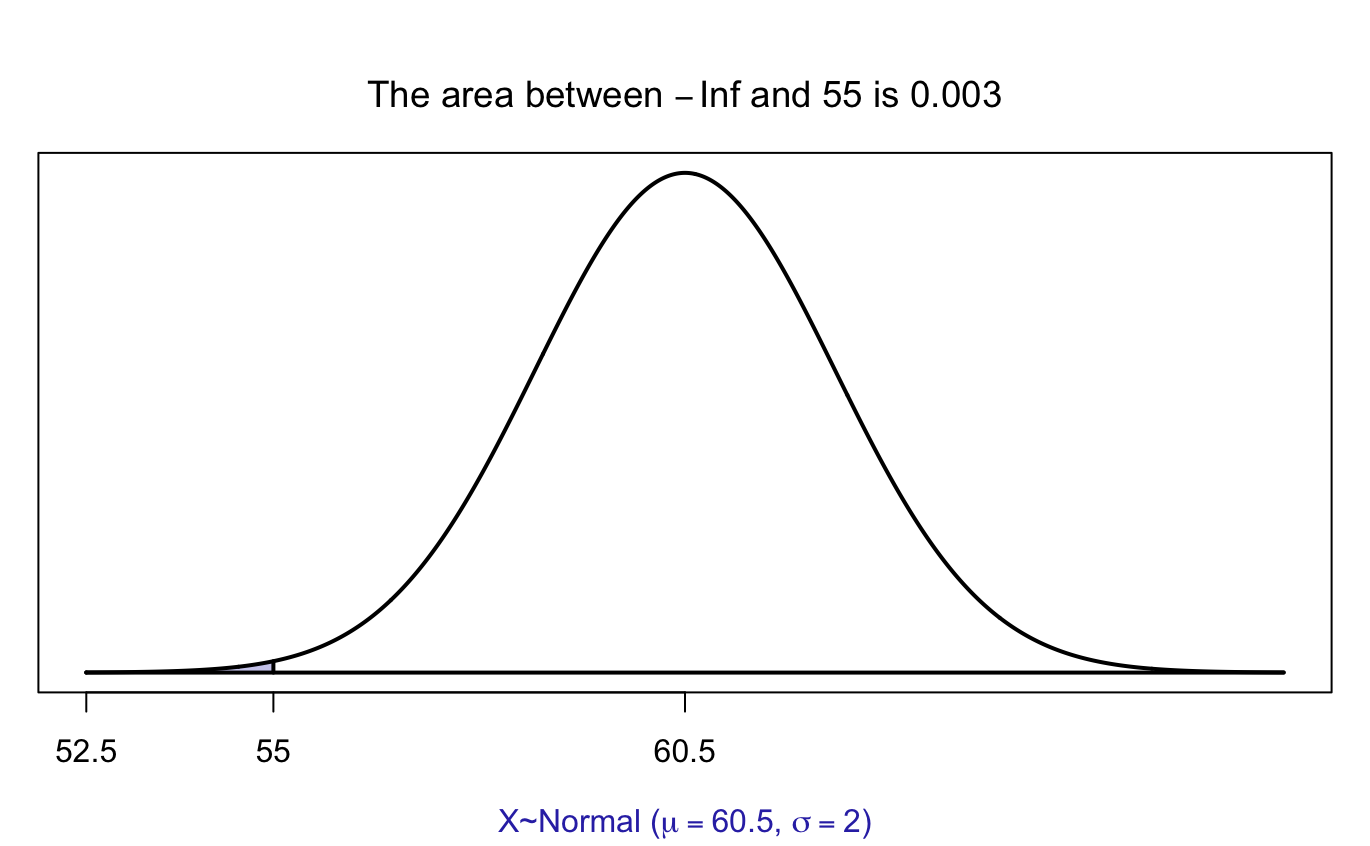 The area between −Inf and 55 is 0.003
52.5 55 60.5
X~Normal (μ = 60.5, σ = 2)